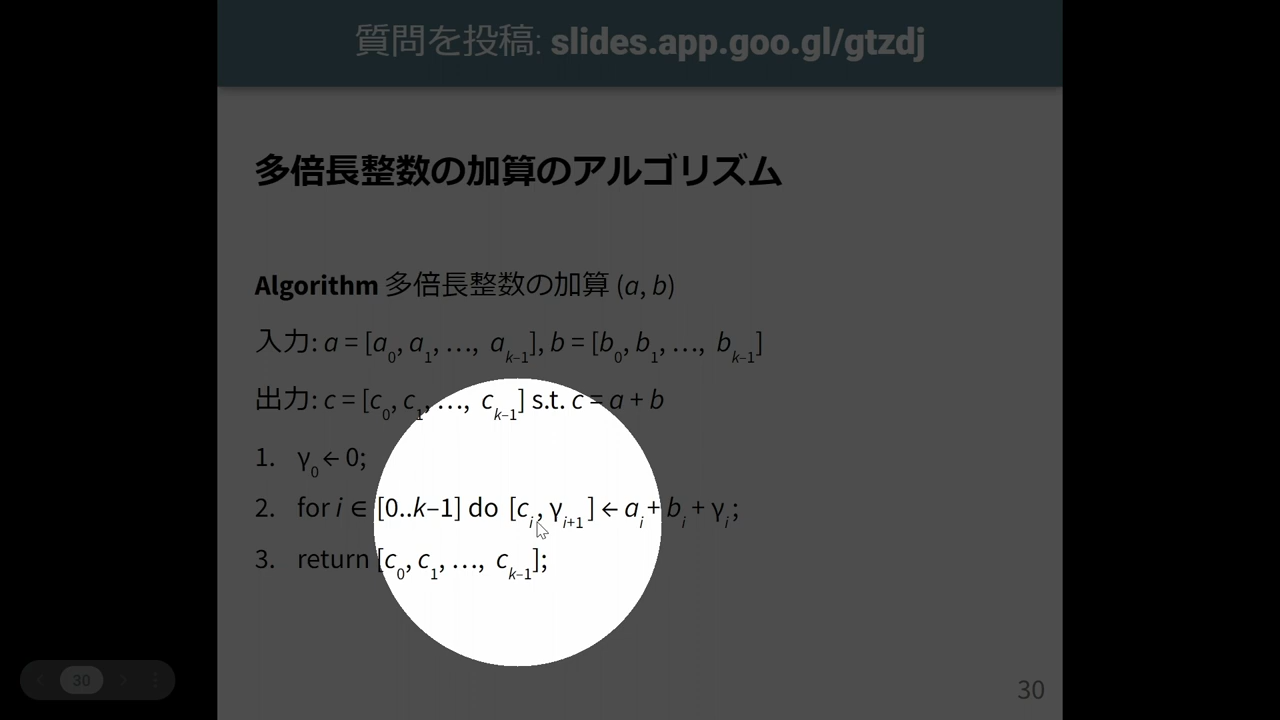 質問を投稿: slides.app.goo.gl/gtzdj
多倍長整数の加算のアルゴリズム
Algorithm 多倍長整数の加算 (a, b)
入力: a = [a₀, a₁, …, aₖ₋₁], b = [b₀, b₁, …, bₖ₋₁]
出力: c = [c₀, c₁, …, cₖ₋₁] s.t. c = a + b
1. γ₀ ← 0;
2. for i ∈ [0..k–1] do [cᵢ, γᵢ₊₁] ← aᵢ + bᵢ + γᵢ;
3. return [c₀, c₁, …, cₖ₋₁];
30
30